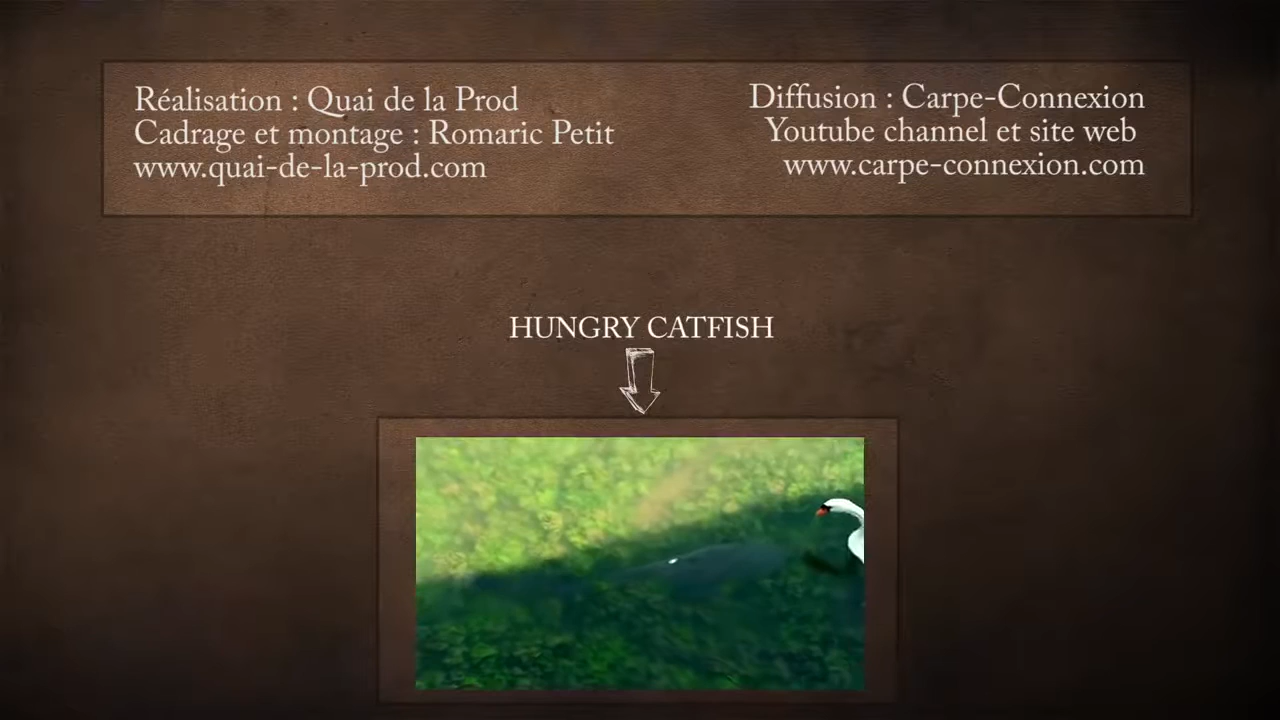 Réalisation : Quai de la Prod
Cadrage et montage : Romaric Petit
www.quai-de-la-prod.com
Diffusion : Carpe-Connexion
Youtube channel et site web
www.carpe-connexion.com
HUNGRY CATFISH